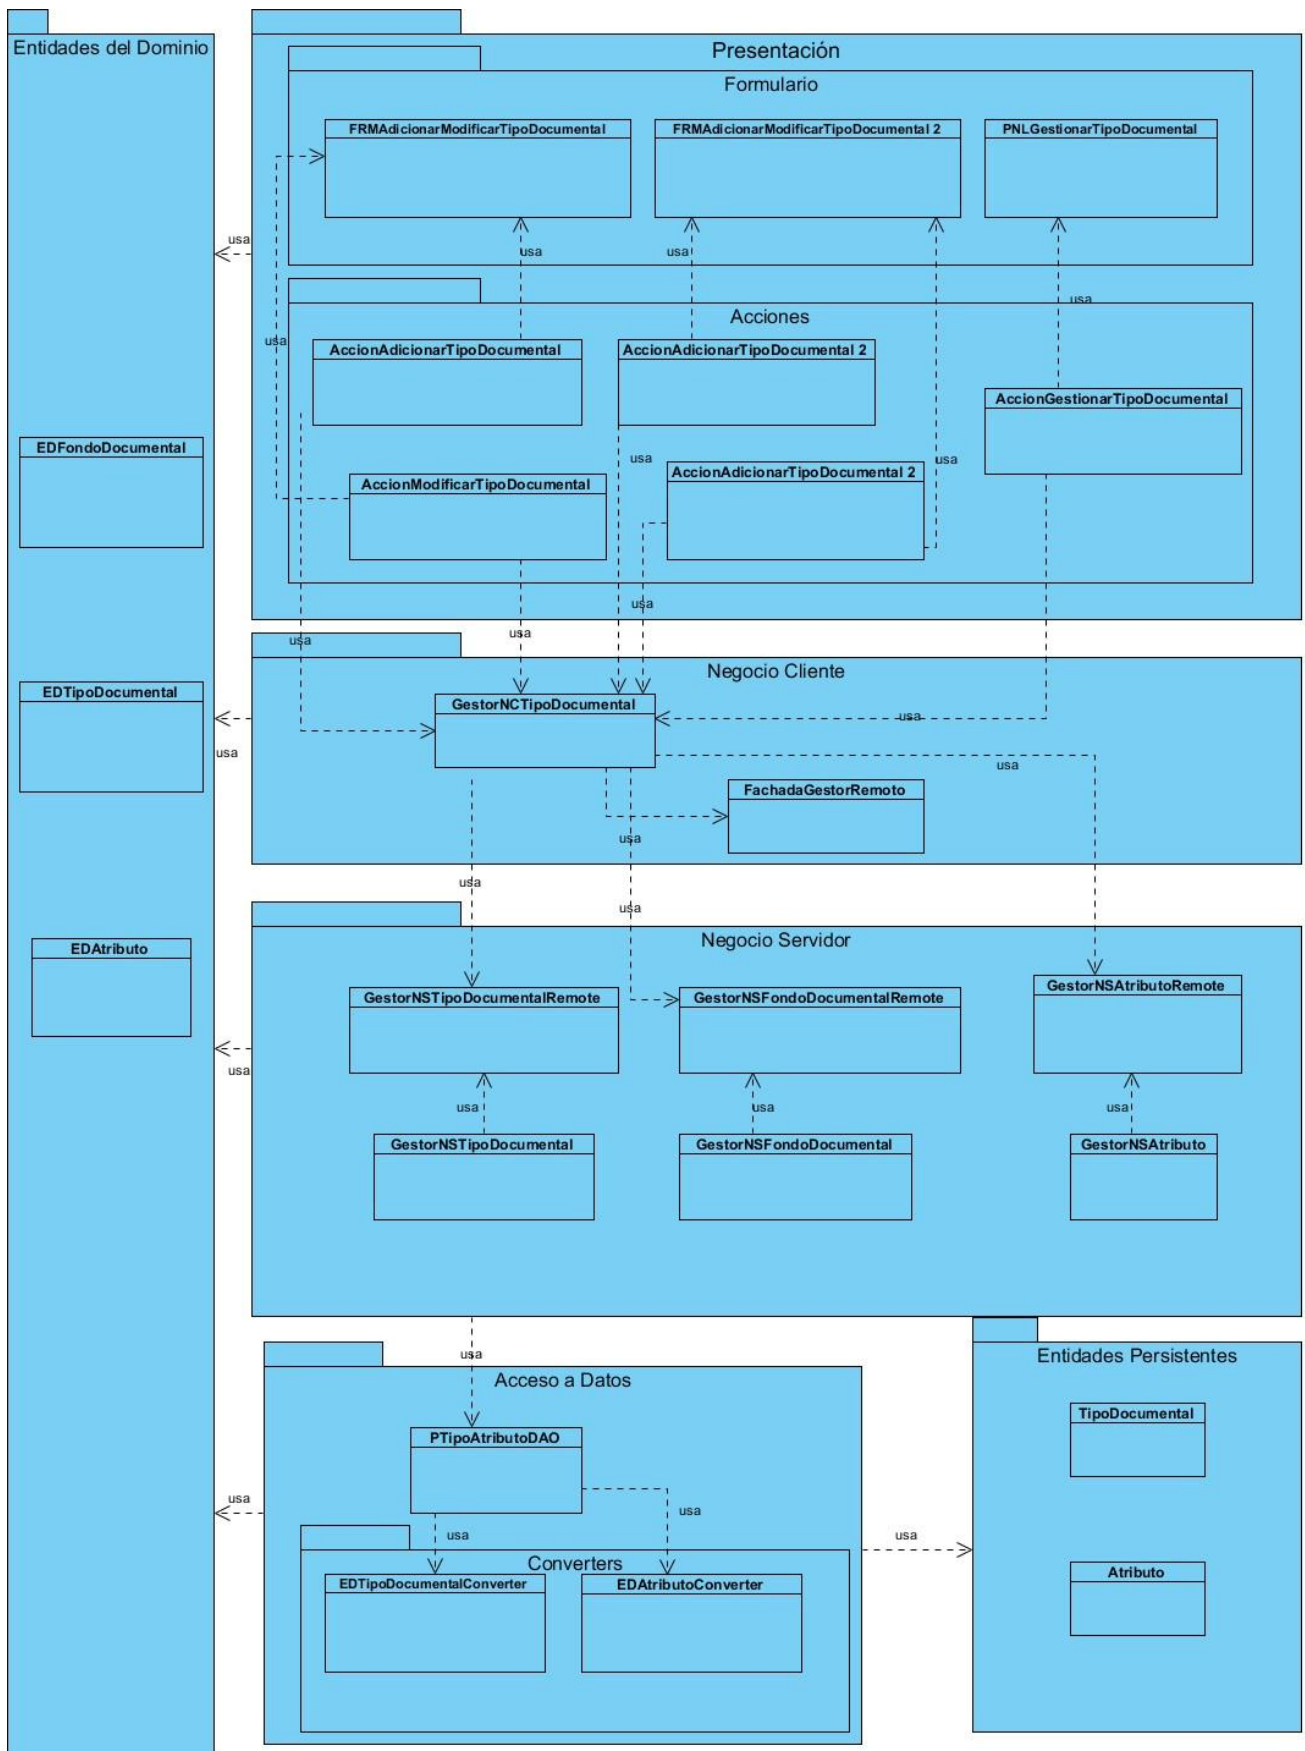 Entidades del Dominio
Presentación
Formulario
FRMAdicionarModificarTipoDocumental
FRMAdicionarModificarTipoDocumental 2
PNLGestionarTipoDocumental
usa
usa
usa
usa
Acciones
usa
AccionAdicionarTipoDocumental
AccionAdicionarTipoDocumental 2
AccionGestionarTipoDocumental
EDFondoDocumental
usa
usa
AccionModificarTipoDocumental
AccionAdicionarTipoDocumental 2
usa
usa
usa
Negocio Cliente
EDTipoDocumental
GestorNCTipoDocumental
usa
usa
usa
FachadaGestorRemoto
usa
usa
usa
Negocio Servidor
EDAtributo
GestorNSTipoDocumentalRemote
GestorNSFondoDocumentalRemote
GestorNSAtributoRemote
usa
usa
usa
usa
GestorNSTipoDocumental
GestorNSFondoDocumental
GestorNSAtributo
usa
Entidades Persistentes
Acceso a Datos
TipoDocumental
PTipoAtributoDAO
usa
usa
usa
usa
Converters
Atributo
EDTipoDocumentalConverter
EDAtributoConverter